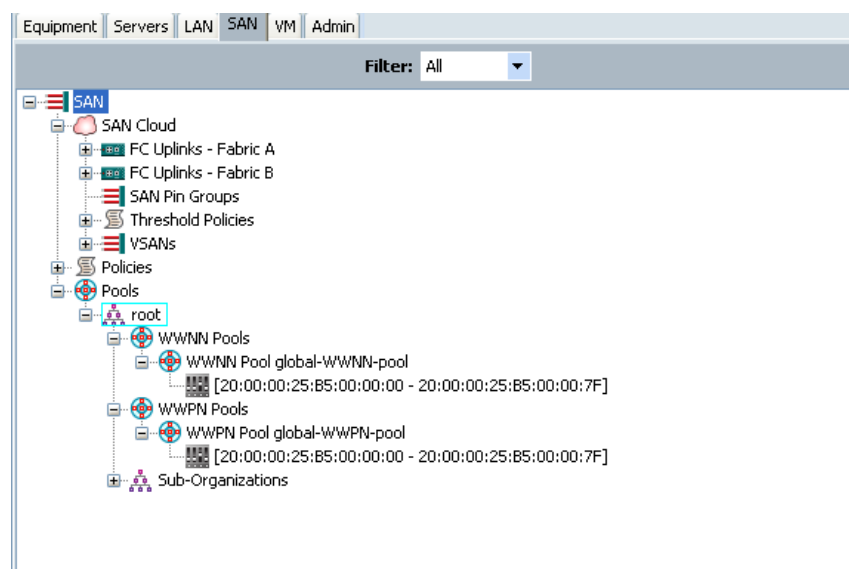 Equipment Servers LAN SAN VM Admin
Filter: All
SAN
SAN Cloud
FC Uplinks - Fabric A
FC Uplinks - Fabric B
SAN Pin Groups
Threshold Policies
VSANs
Policies
Pools
root
WWNN Pools
WWNN Pool global-WWNN-pool
[20:00:00:25:B5:00:00:00 - 20:00:00:25:B5:00:00:7F]
WWPN Pools
WWPN Pool global-WWPN-pool
[20:00:00:25:B5:00:00:00 - 20:00:00:25:B5:00:00:7F]
Sub-Organizations